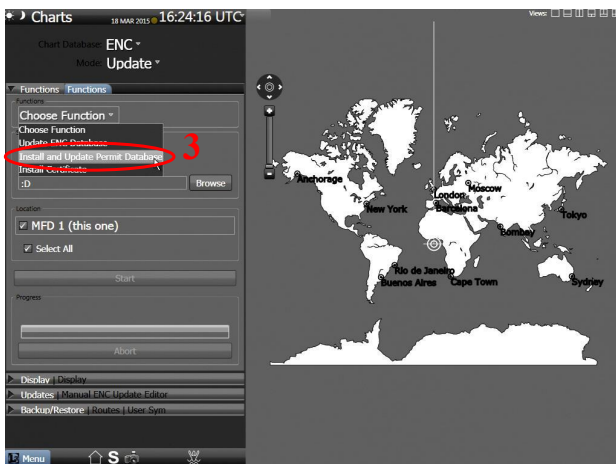 Charts 18 MAR 2015 16:24:16 UTC
Views:
Chart Database: ENC
Mode: Update
Functions Functions
Functions
Choose Function
Choose Function
Update ENC Database
Install and Update Permit Database 3
Install Certificate
:D Browse
Location
MFD 1 (this one)
Select All
Start
Progress
Abort
Display | Display
Updates | Manual ENC Update Editor
Backup/Restore | Routes | User Sym
Menu S
Anchorage
London
Moscow
New York
Barcelona
Tokyo
Bombay
Rio de Janeiro
Buenos Aires
Cape Town
Sydney